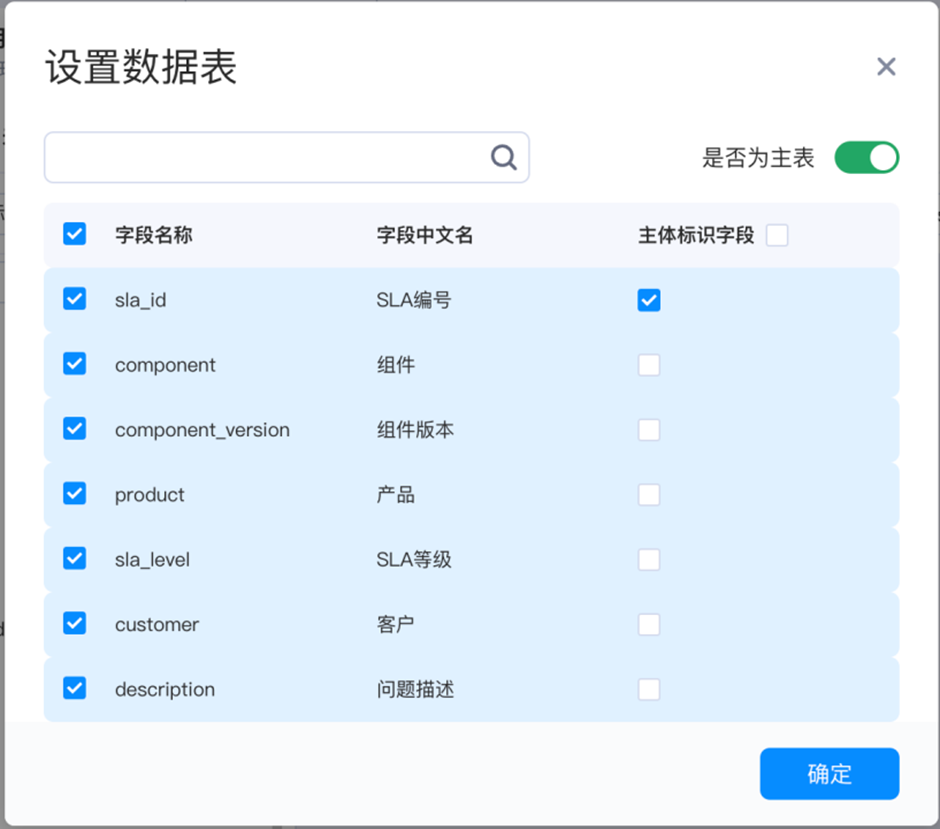 设置数据表
是否为主表
字段名称 字段中文名 主体标识字段
sla_id SLA编号
component 组件
component_version 组件版本
product 产品
sla_level SLA等级
customer 客户
description 问题描述
确定